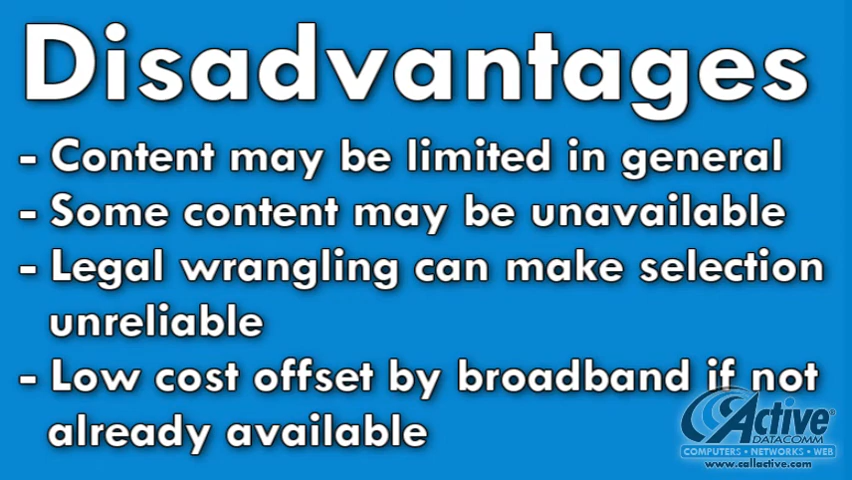 Disadvantages
- Content may be limited in general
- Some content may be unavailable
- Legal wrangling can make selection
unreliable
- Low cost offset by broadband if not
already available
Active®
DATACOMM
COMPUTERS • NETWORKS • WEB
www.callactive.com